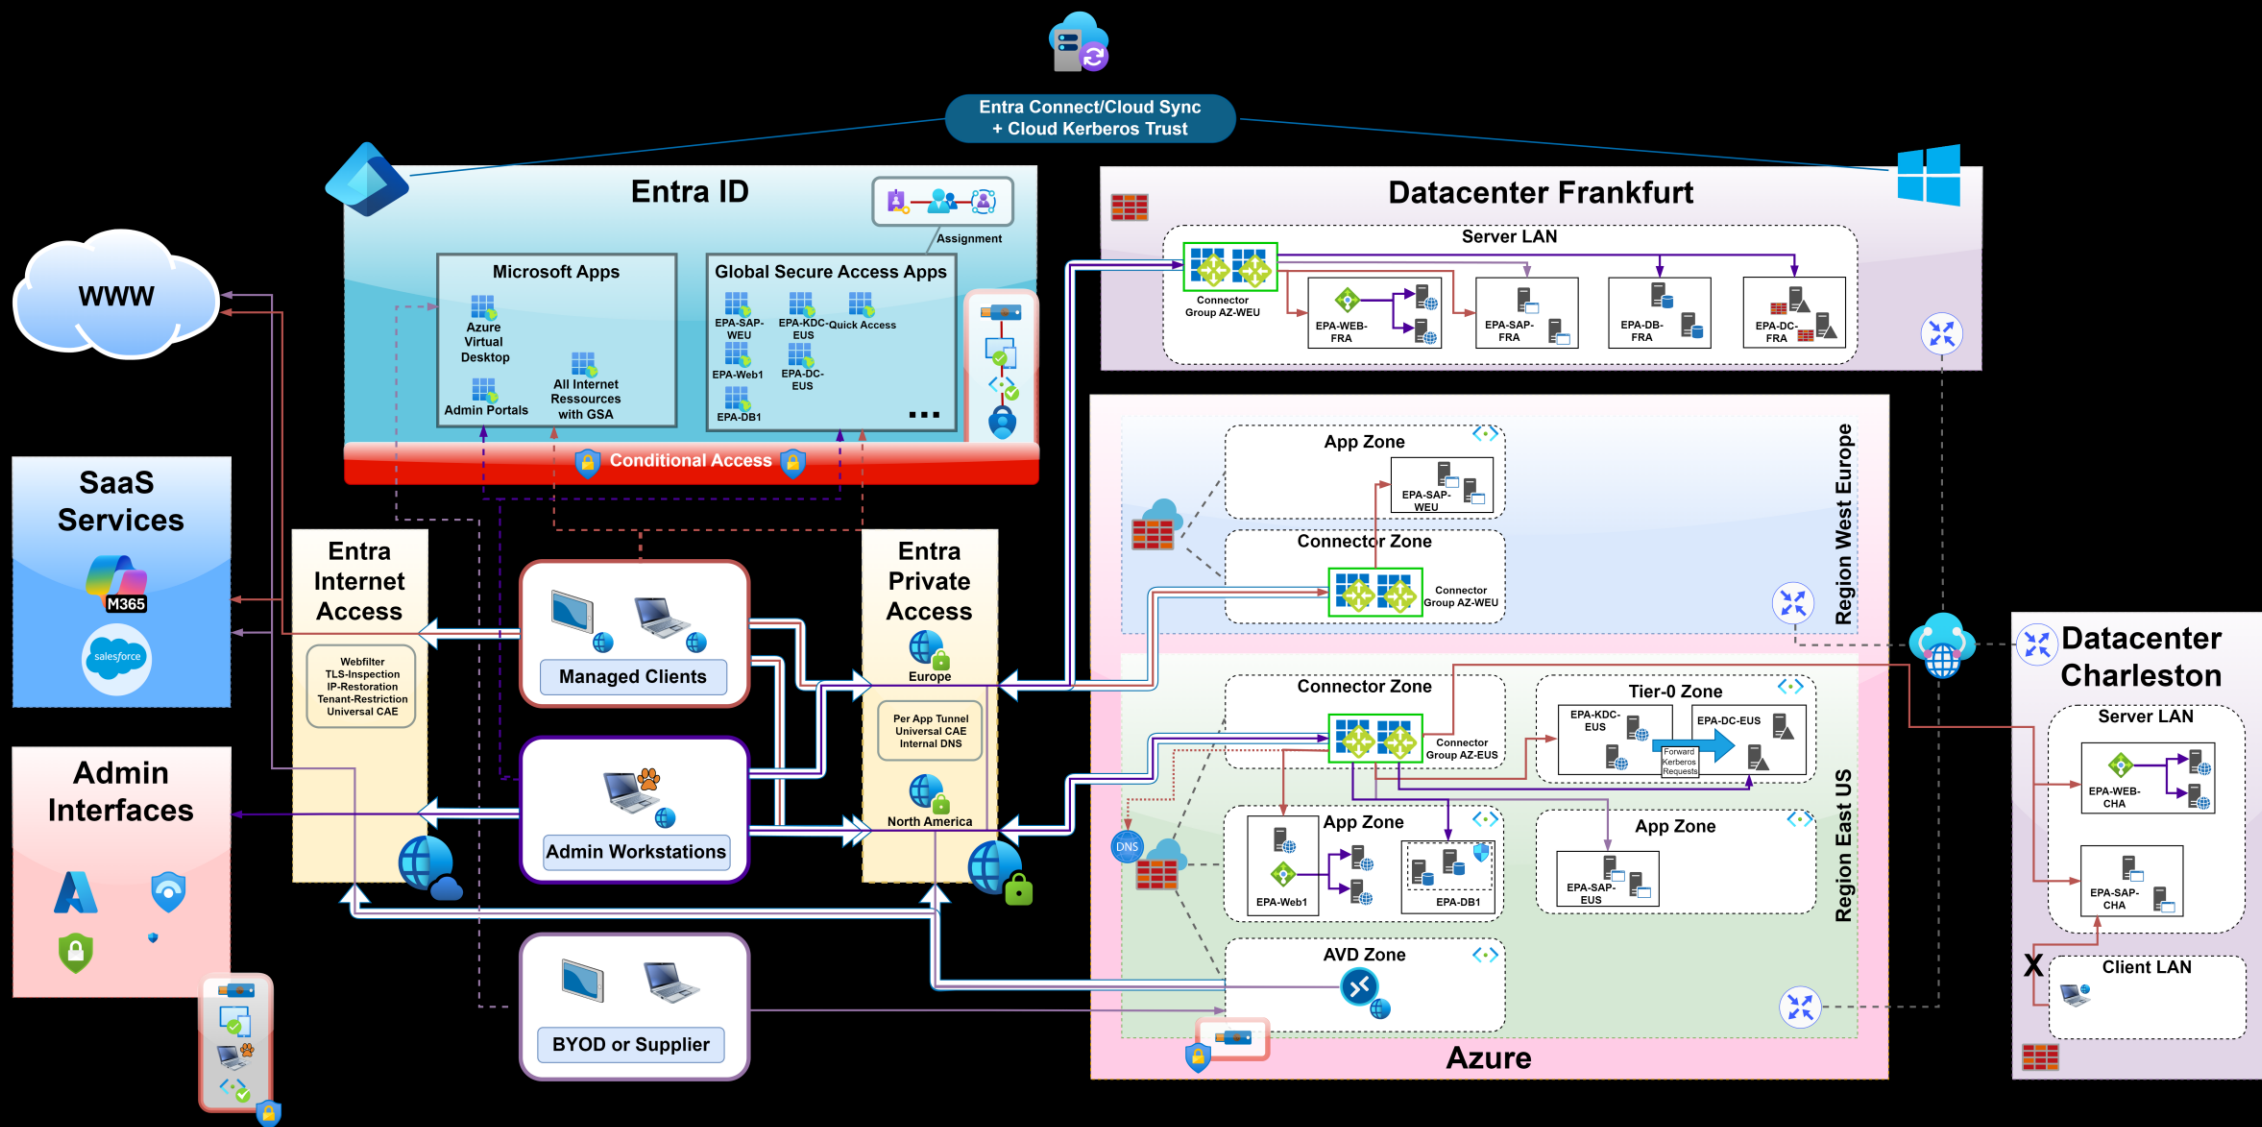 Entra Connect/Cloud Sync
+ Cloud Kerberos Trust
Entra ID
Assignment
Microsoft Apps
Azure
Virtual
Desktop
Admin Portals
All Internet
Ressources
with GSA
Global Secure Access Apps
EPA-SAP-
WEU
EPA-KDC-
EUS
Quick Access
EPA-Web1
EPA-DC-
EUS
EPA-DB1
...
Conditional Access
WWW
SaaS
Services
M365
salesforce
Admin
Interfaces
Entra
Internet
Access
Webfilter
TLS-Inspection
IP-Restoration
Tenant-Restriction
Universal CAE
Managed Clients
Admin Workstations
BYOD or Supplier
Entra
Private
Access
Europe
Per App Tunnel
Universal CAE
Internal DNS
North America
Datacenter Frankfurt
Server LAN
Connector
Group AZ-WEU
EPA-WEB-
FRA
EPA-SAP-
FRA
EPA-DB-
FRA
EPA-DC-
FRA
Region West Europe
App Zone
EPA-SAP-
WEU
Connector Zone
Connector
Group AZ-WEU
Region East US
Connector Zone
Connector
Group AZ-EUS
Tier-0 Zone
EPA-KDC-
EUS
EPA-DC-EUS
Forward
Kerberos
Requests
DNS
App Zone
EPA-Web1
EPA-DB1
App Zone
EPA-SAP-
EUS
AVD Zone
Azure
Datacenter
Charleston
Server LAN
EPA-WEB-
CHA
EPA-SAP-
CHA
X
Client LAN